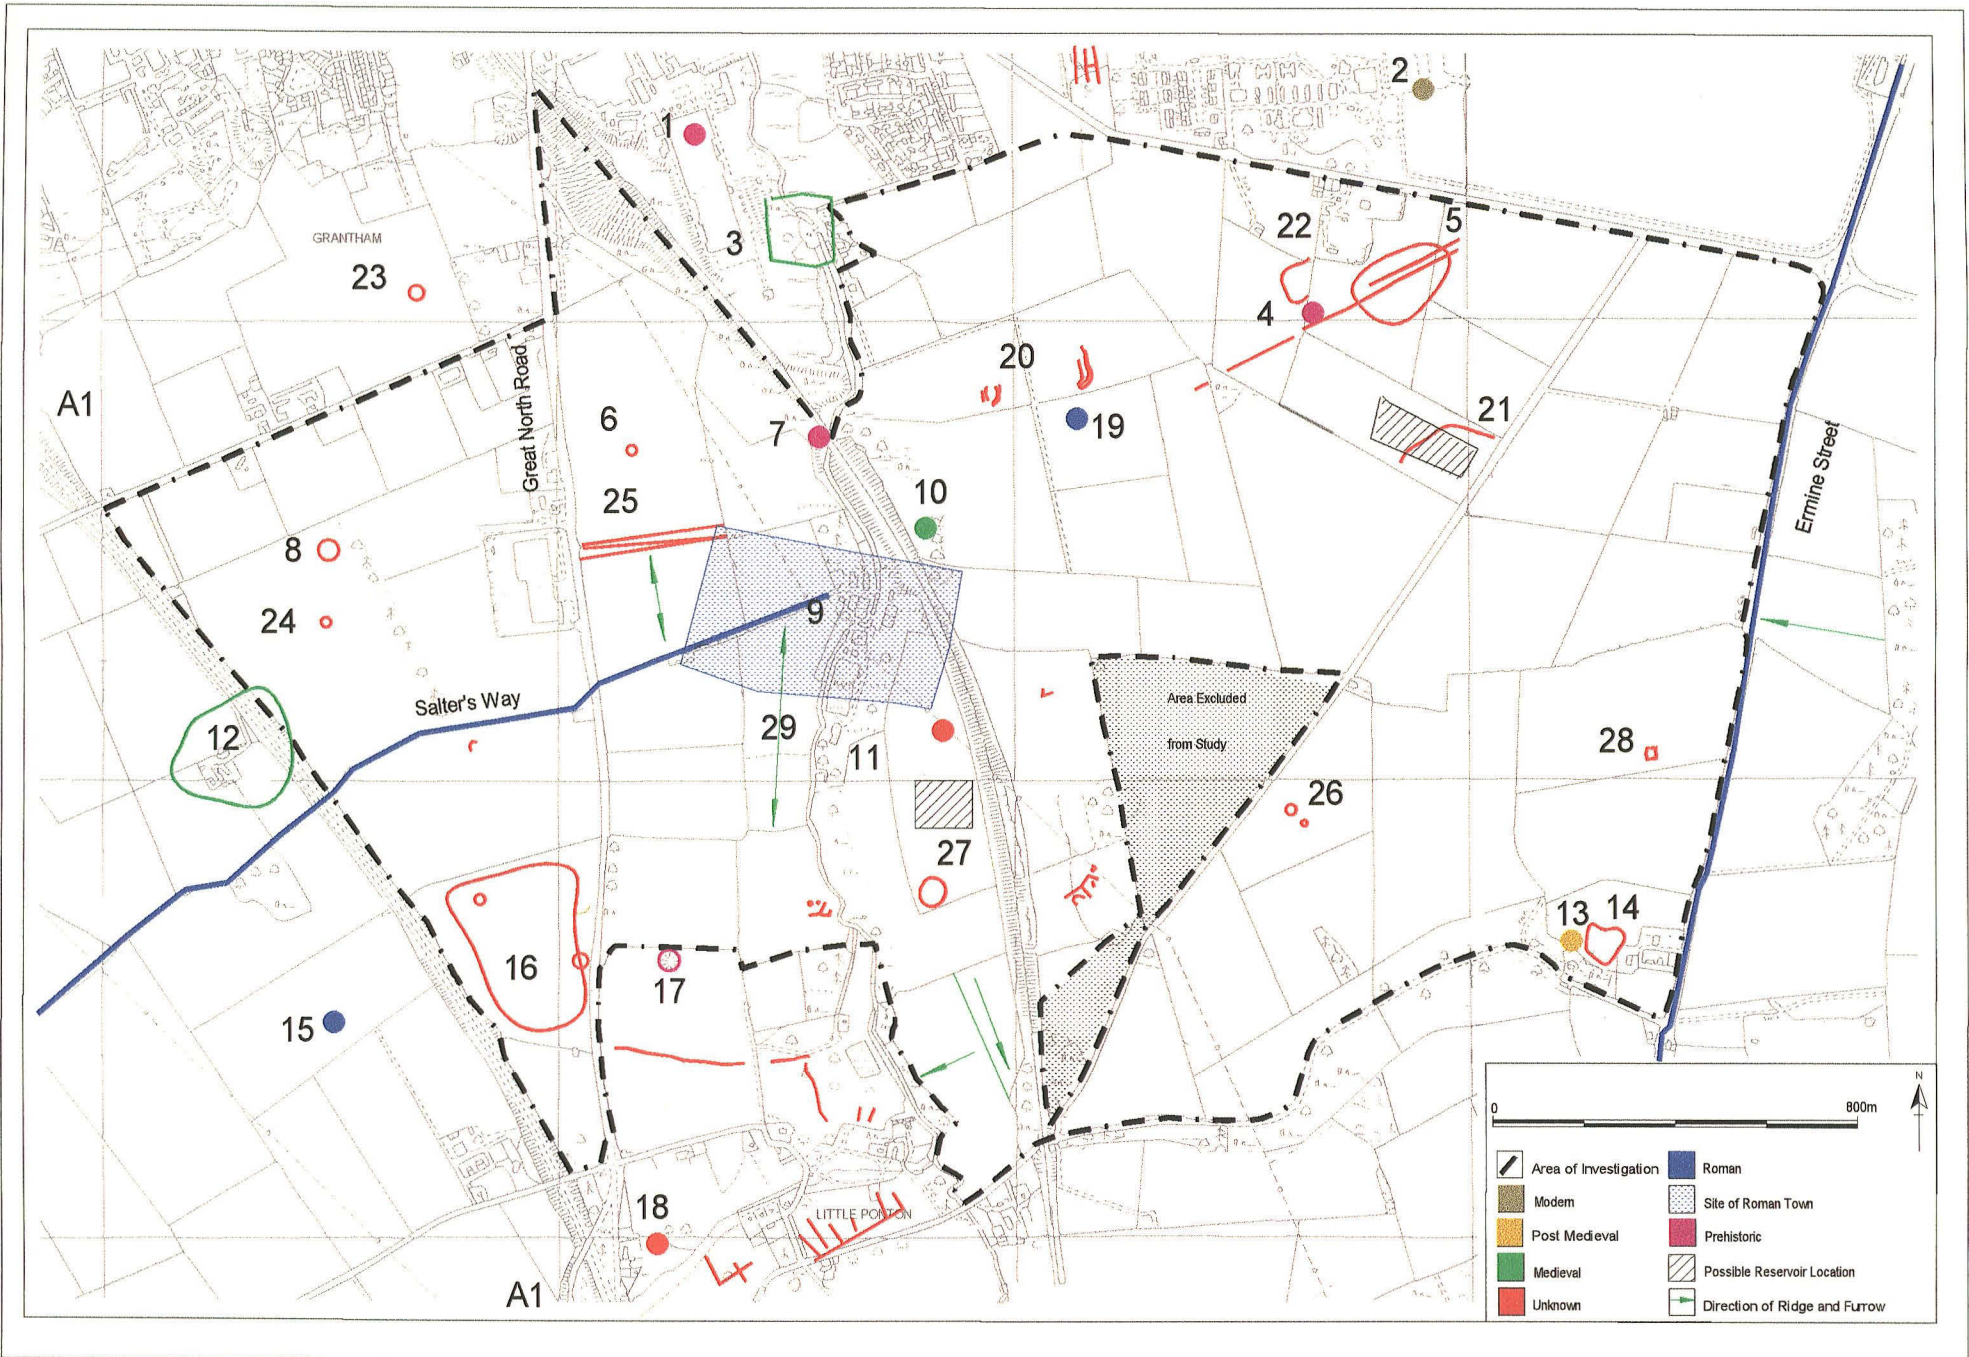 2
1
5
3
22
GRANTHAM
23
4
20
A1
Great North Road
6
21
7
19
Ermine Street
10
25
8
24
9
Salter's Way
Area Excluded
12
29
11
from Study
28
26
27
13
14
16
17
15
N
0
800m
18
LITTLE PONTON
A1
Area of Investigation
Roman
Modern
Site of Roman Town
Post Medieval
Prehistoric
Medieval
Possible Reservoir Location
Unknown
Direction of Ridge and Furrow